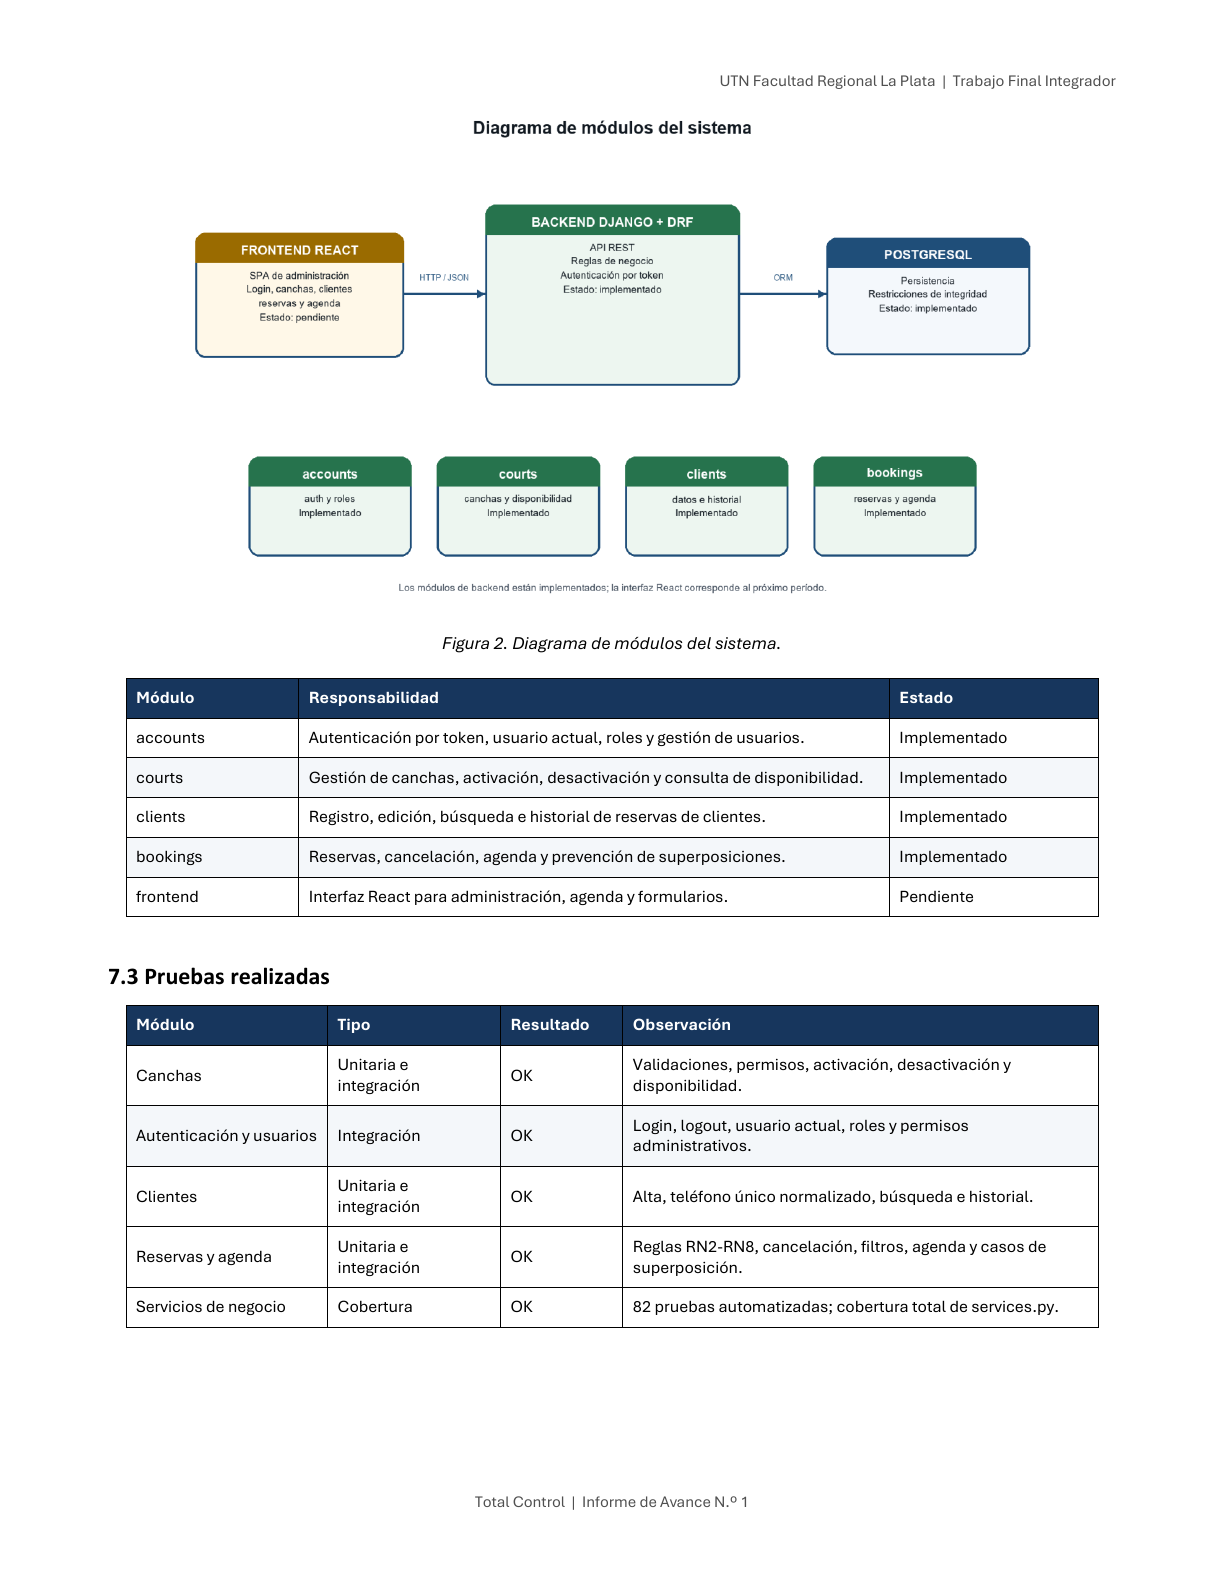 UTN Facultad Regional La Plata | Trabajo Final Integrador
Diagrama de módulos del sistema
FRONTEND REACT
SPA de administración
Login, canchas, clientes
reservas y agenda
Estado: pendiente
HTTP / JSON
BACKEND DJANGO + DRF
API REST
Reglas de negocio
Autenticación por token
Estado: implementado
ORM
POSTGRESQL
Persistencia
Restricciones de integridad
Estado: implementado
accounts
auth y roles
Implementado
courts
canchas y disponibilidad
Implementado
clients
datos e historial
Implementado
bookings
reservas y agenda
Implementado
Los módulos de backend están implementados; la interfaz React corresponde al próximo período.
Figura 2. Diagrama de módulos del sistema.
Módulo Responsabilidad Estado
accounts Autenticación por token, usuario actual, roles y gestión de usuarios. Implementado
courts Gestión de canchas, activación, desactivación y consulta de disponibilidad. Implementado
clients Registro, edición, búsqueda e historial de reservas de clientes. Implementado
bookings Reservas, cancelación, agenda y prevención de superposiciones. Implementado
frontend Interfaz React para administración, agenda y formularios. Pendiente
7.3 Pruebas realizadas
Módulo Tipo Resultado Observación
Canchas
Unitaria e
integración
OK
Validaciones, permisos, activación, desactivación y
disponibilidad.
Autenticación y usuarios
Integración
OK
Login, logout, usuario actual, roles y permisos
administrativos.
Clientes
Unitaria e
integración
OK
Alta, teléfono único normalizado, búsqueda e historial.
Reservas y agenda
Unitaria e
integración
OK
Reglas RN2-RN8, cancelación, filtros, agenda y casos de
superposición.
Servicios de negocio Cobertura OK 82 pruebas automatizadas; cobertura total de services.py.
Total Control | Informe de Avance N.º 1